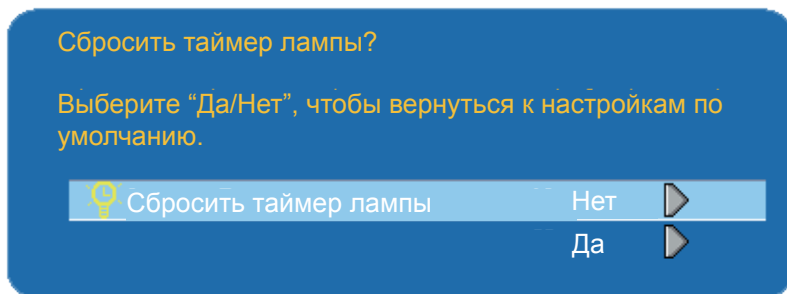 Сбросить таймер лампы?
Выберите “Да/Нет”, чтобы вернуться к настройкам по
умолчанию.
Сбросить таймер лампы Нет
Да